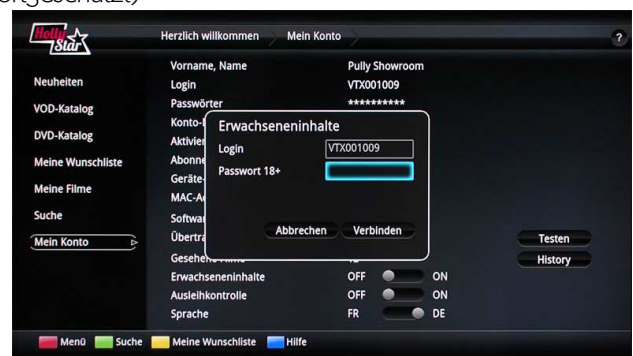 Holly Star
Herzlich willkommen Mein Konto ?
Neuheiten
VOD-Katalog
DVD-Katalog
Meine Wunschliste
Meine Filme
Suche
Mein Konto
Vorname, Name Pully Showroom
Login VTX001009
Passwörter **********
Erwachseneninhalte
Login VTX001009
Passwort 18+
Abbrechen Verbinden
Testen
History
Erwachseneninhalte OFF ON
Ausleihkontrolle OFF ON
Sprache FR DE
Menü Suche Meine Wunschliste Hilfe